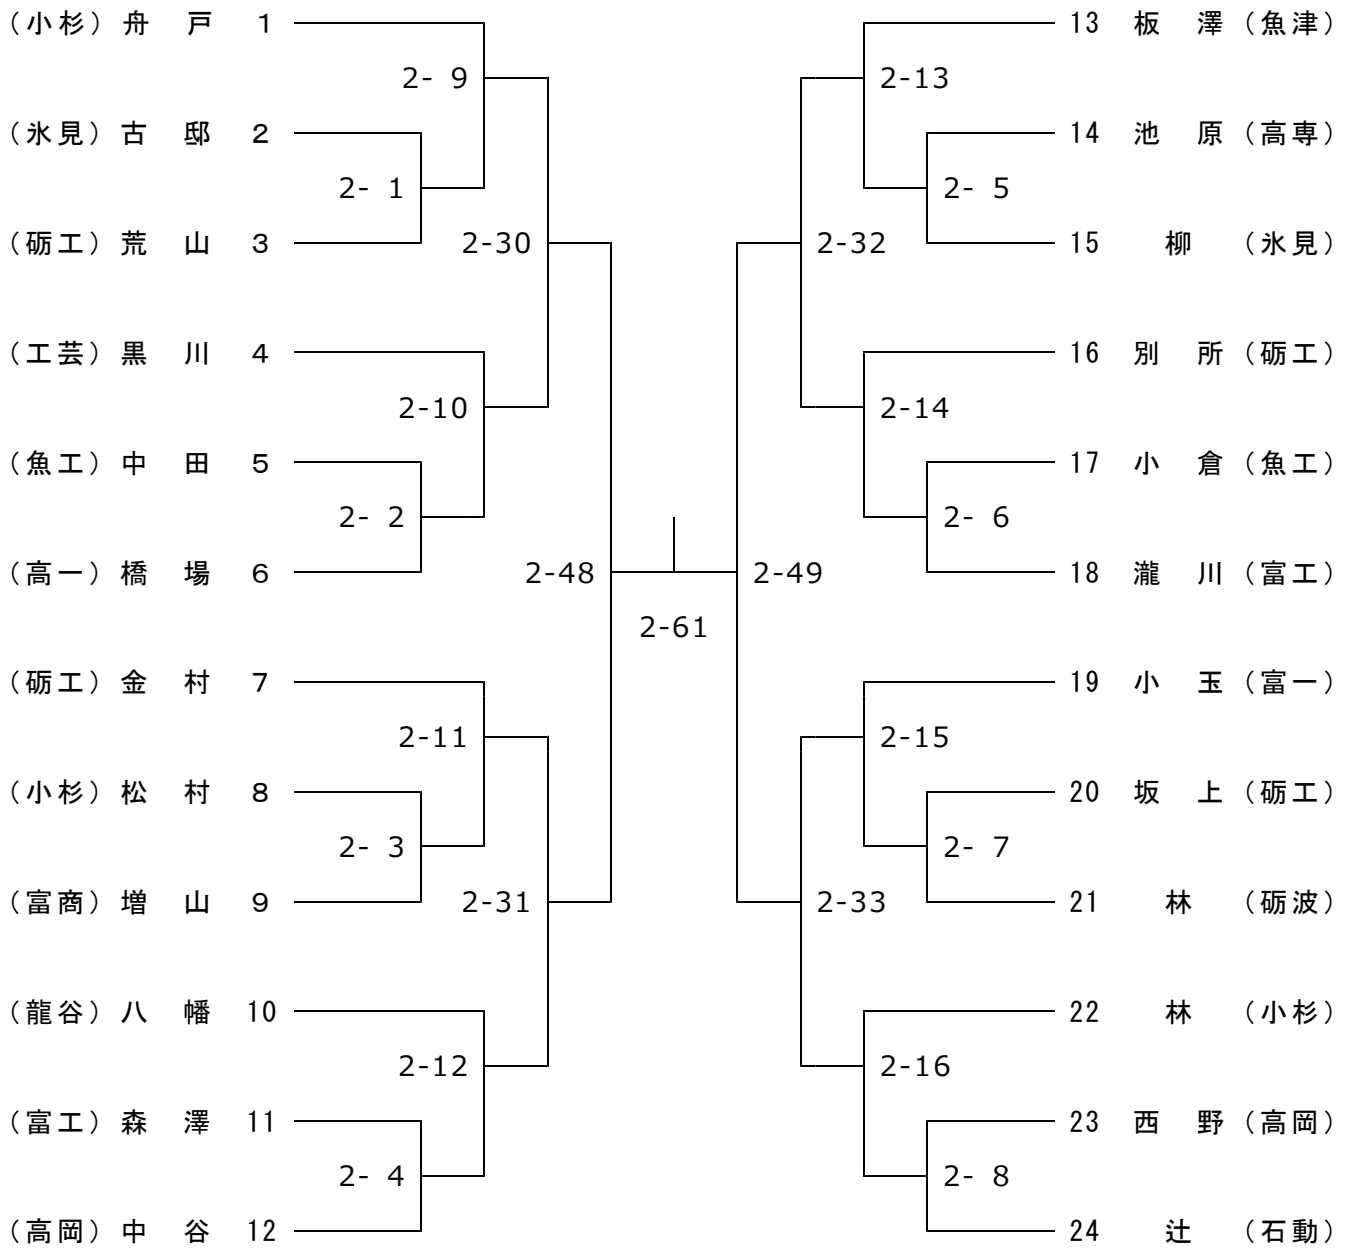 (小杉) 舟 戸 1
2- 9
(氷見) 古 邸 2
2- 1
(砺工) 荒 山 3
2-30
(工芸) 黒 川 4
2-10
(魚工) 中 田 5
2- 2
(高一) 橋 場 6
2-48
(砺工) 金 村 7
2-11
(小杉) 松 村 8
2- 3
(富商) 増 山 9
2-31
(龍谷) 八 幡 10
2-12
(富工) 森 澤 11
2- 4
(高岡) 中 谷 12
2-61
13 板 澤 (魚津)
2-13
14 池 原 (高専)
2- 5
15 柳 (氷見)
2-32
16 別 所 (砺工)
2-14
17 小 倉 (魚工)
2- 6
18 瀧 川 (富工)
2-49
19 小 玉 (富一)
2-15
20 坂 上 (砺工)
2- 7
21 林 (砺波)
2-33
22 林 (小杉)
2-16
23 西 野 (高岡)
2- 8
24 辻 (石動)